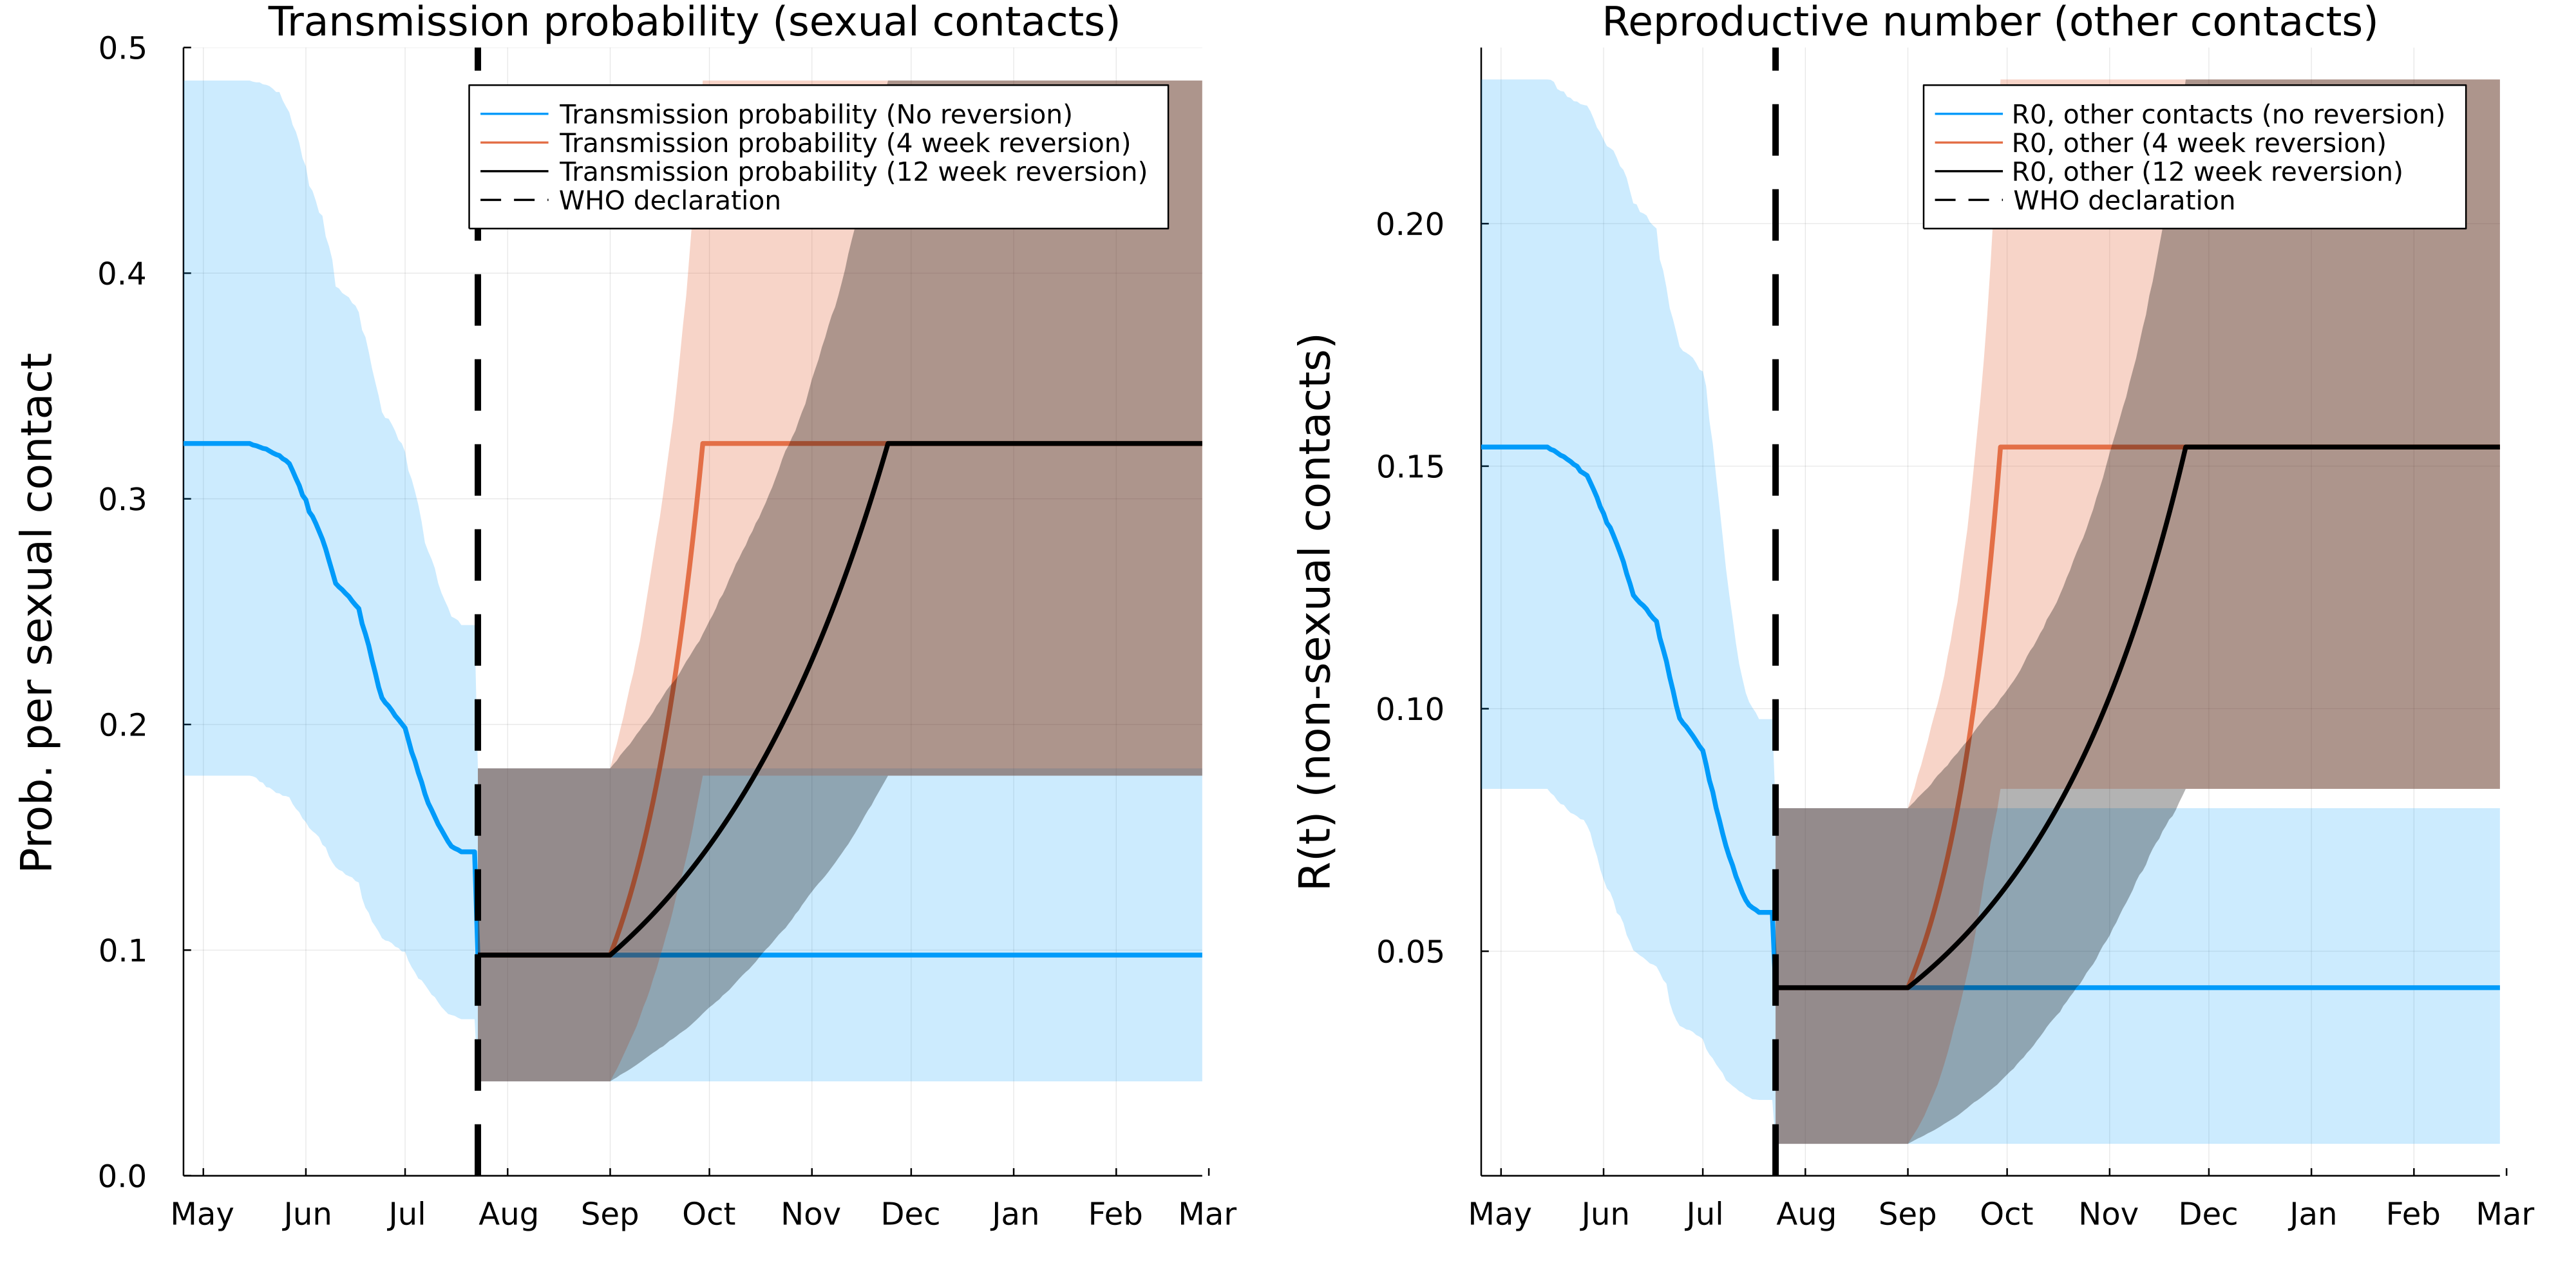 Transmission probability (sexual contacts)
Prob. per sexual contact
0.5
0.4
0.3
0.2
0.1
0.0
Transmission probability (No reversion)
Transmission probability (4 week reversion)
Transmission probability (12 week reversion)
WHO declaration
May Jun Jul Aug Sep Oct Nov Dec Jan Feb Mar
Reproductive number (other contacts)
R(t) (non-sexual contacts)
0.20
0.15
0.10
0.05
R0, other contacts (no reversion)
R0, other (4 week reversion)
R0, other (12 week reversion)
WHO declaration
May Jun Jul Aug Sep Oct Nov Dec Jan Feb Mar